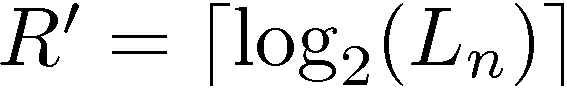 R′ = ⌈log₂(Lₙ)⌉